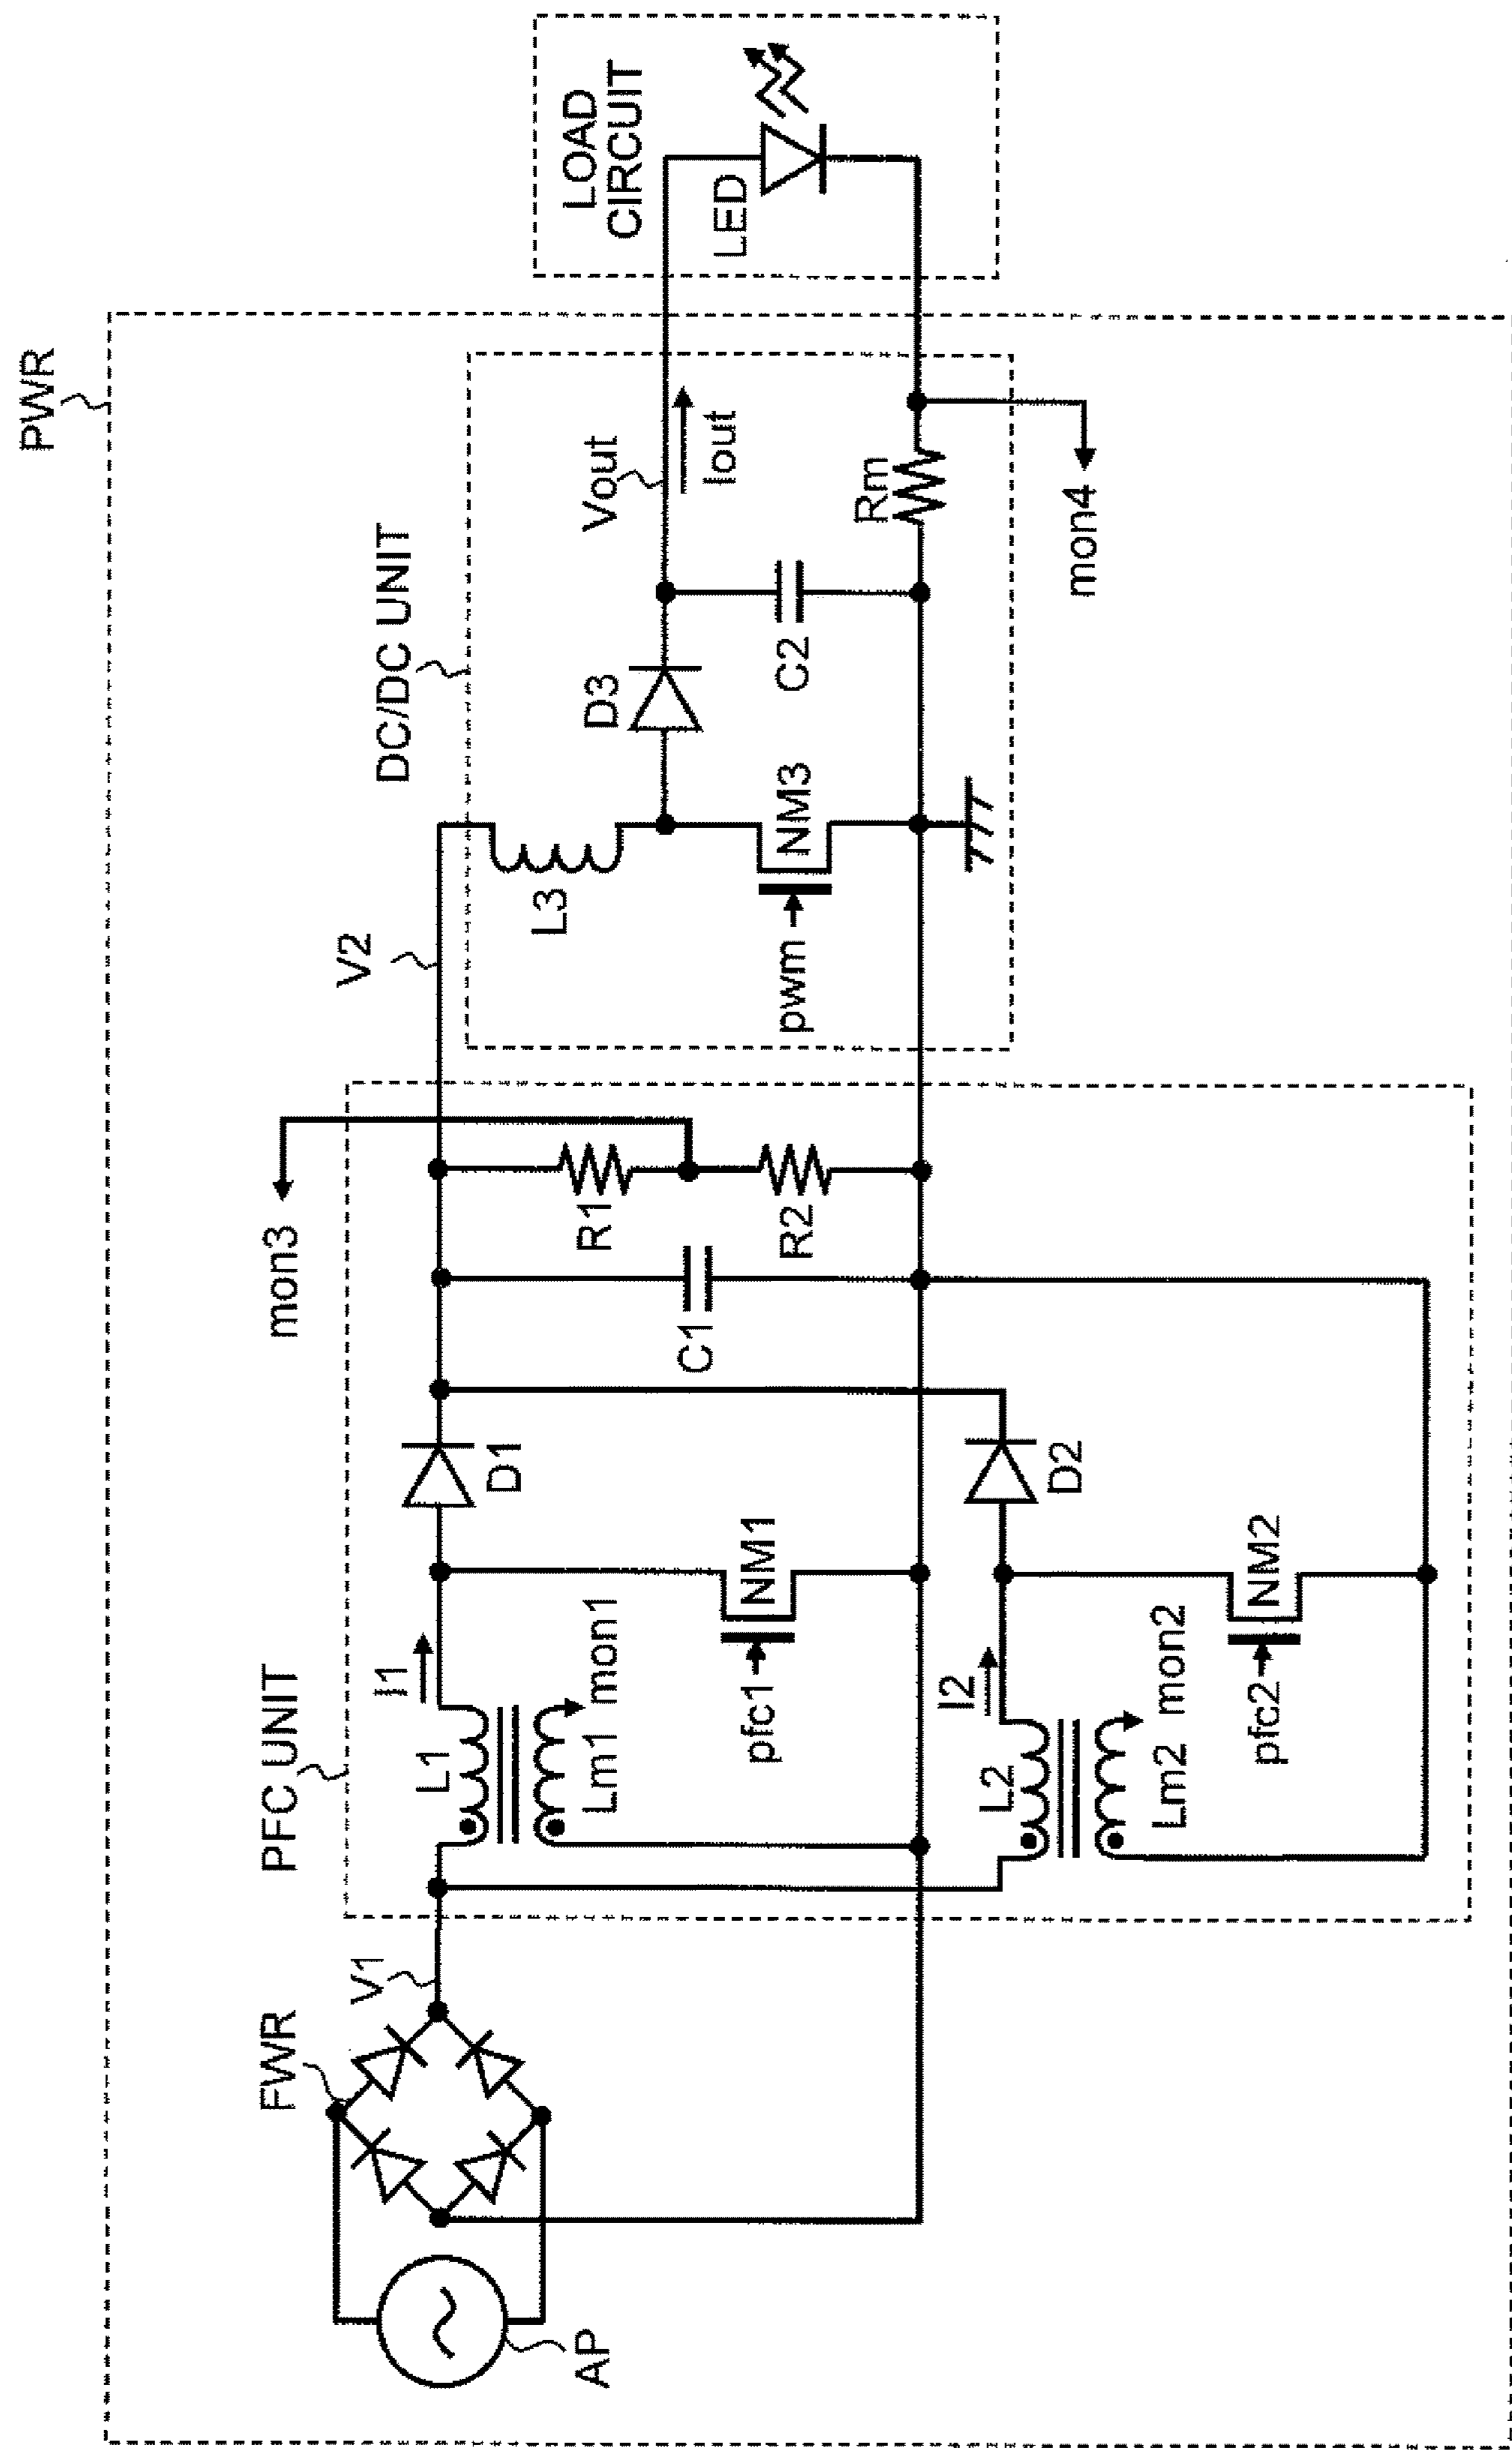 PWR
DC/DC UNIT
PFC UNIT
LOAD
CIRCUIT
mon3
V2
FWR
V1
L1
I1
D1
Lm1
mon1
pfc1
NM1
C1
R1
R2
L3
pwm
NM3
D3
C2
Vout
Iout
Rm
LED
mon4
AP
L2
I2
D2
Lm2
mon2
pfc2
NM2